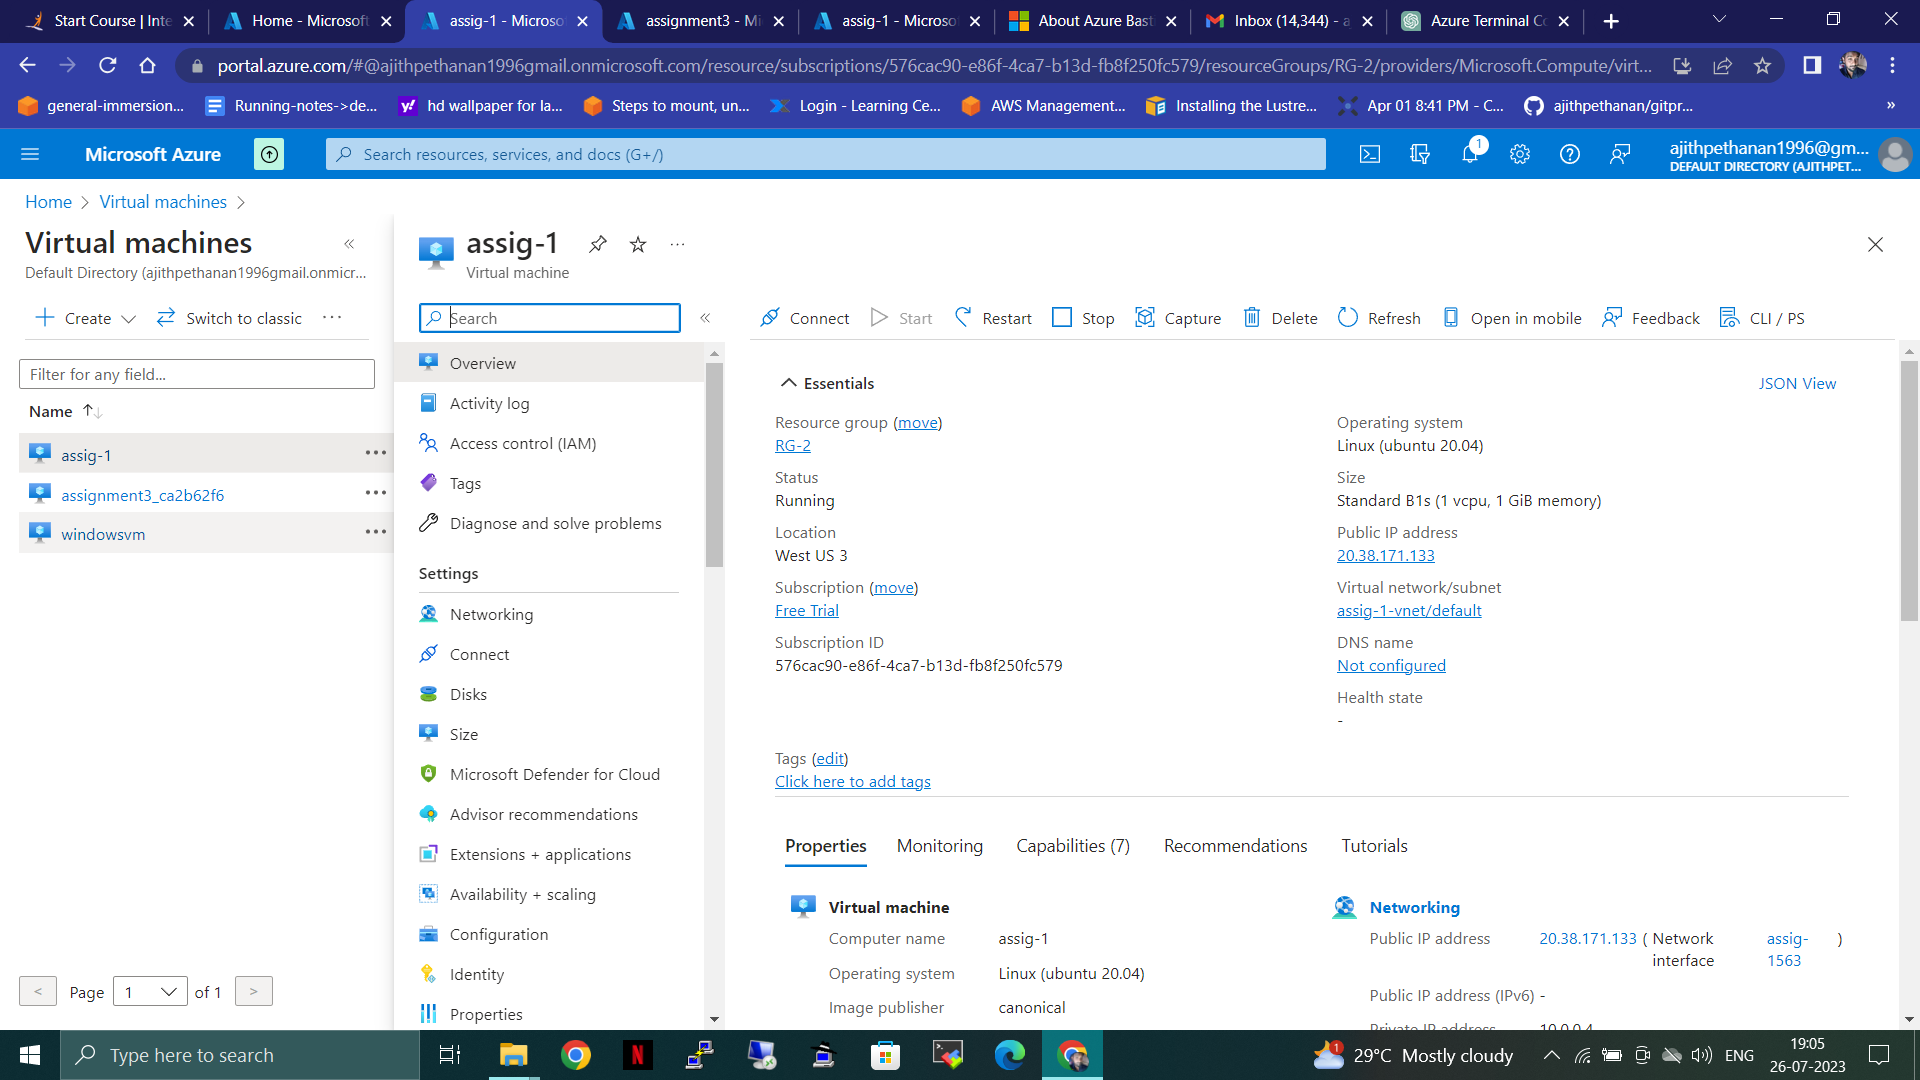 Start Course | Inte
Home - Microsoft
assig-1 - Microso
assignment3 - Mi
assig-1 - Microso
About Azure Bast
Inbox (14,344) - a
Azure Terminal Co
portal.azure.com/#@ajithpethanan1996gmail.onmicrosoft.com/resource/subscriptions/576cac90-e86f-4ca7-b13d-fb8f250fc579/resourceGroups/RG-2/providers/Microsoft.Compute/virt...
general-immersion...
Running-notes->de...
hd wallpaper for la...
Steps to mount, un...
Login - Learning Ce...
AWS Management...
Installing the Lustre...
Apr 01 8:41 PM - C...
ajithpethanan/gitpr...
»
Microsoft Azure
Search resources, services, and docs (G+/)
1
ajithpethanan1996@gm...
DEFAULT DIRECTORY (AJITHPET...
Home > Virtual machines >
Virtual machines
«
Default Directory (ajithpethanan1996gmail.onmicr...
Create
Switch to classic
...
Filter for any field...
Name ↑↓
assig-1 ...
assignment3_ca2b62f6 ...
windowsvm ...
< Page 1 of 1 >
assig-1
...
Virtual machine
Search
«
Overview
Activity log
Access control (IAM)
Tags
Diagnose and solve problems
Settings
Networking
Connect
Disks
Size
Microsoft Defender for Cloud
Advisor recommendations
Extensions + applications
Availability + scaling
Configuration
Identity
Properties
Connect
Start
Restart
Stop
Capture
Delete
Refresh
Open in mobile
Feedback
CLI / PS
Essentials
JSON View
Resource group (move)
RG-2
Status
Running
Location
West US 3
Subscription (move)
Free Trial
Subscription ID
576cac90-e86f-4ca7-b13d-fb8f250fc579
Operating system
Linux (ubuntu 20.04)
Size
Standard B1s (1 vcpu, 1 GiB memory)
Public IP address
20.38.171.133
Virtual network/subnet
assig-1-vnet/default
DNS name
Not configured
Health state
-
Tags (edit)
Click here to add tags
Properties
Monitoring
Capabilities (7)
Recommendations
Tutorials
Virtual machine
Computer name assig-1
Operating system Linux (ubuntu 20.04)
Image publisher canonical
Networking
Public IP address 20.38.171.133 ( Network interface assig-1563 )
Public IP address (IPv6) -
Private IP address 10.0.0.4
Type here to search
1
29°C Mostly cloudy
ENG
19:05
26-07-2023